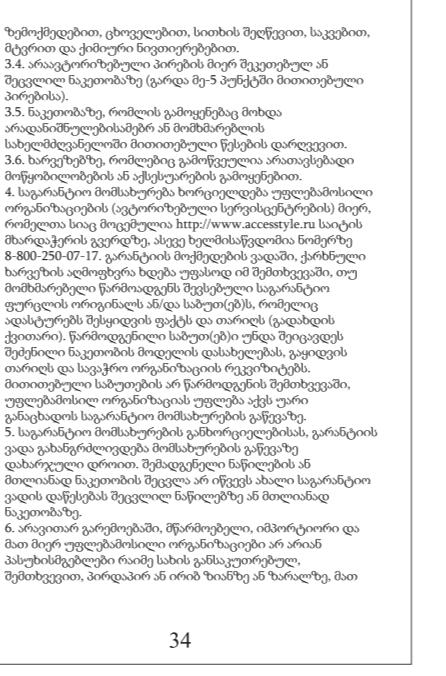 ზემოქმედებით, ცხოველებით, სითხის შეღწევით, საკვებით,
მტვრით და ქიმიური ნივთიერებებით.
3.4. არაავტორიზებული პირების მიერ შეკეთებულ ან
შეცვლილ ნაკეთობაზე (გარდა მე-5 პუნქტში მითითებული
პირებისა).
3.5. ნაკეთობაზე, რომლის გამოყენებაც მოხდა
არადანიშნულებისამებრ ან მომხმარებლის
სახელმძღვანელოში მითითებული წესების დარღვევით.
3.6. ხარვეზებზე, რომლებიც გამოწვეულია არათავსებადი
მოწყობილობების ან აქსესუარების გამოყენებით.
4. საგარანტიო მომსახურება ხორციელდება უფლებამოსილი
ორგანიზაციების (ავტორიზებული სერვისცენტრების) მიერ,
რომელთა სიაც მოცემულია http://www.accesstyle.ru საიტის
მხარდაჭერის გვერდზე, ასევე ხელმისაწვდომია ნომერზე
8-800-250-07-17. გარანტიის მოქმედების ვადაში, ქარხნული
ხარვეზის აღმოფხვრა ხდება უფასოდ იმ შემთხვევაში, თუ
მომხმარებელი წარმოადგენს შევსებული საგარანტიო
ფურცლის ორიგინალს ან/და საბუთ(ებ)ს, რომელიც
ადასტურებს შესყიდვის ფაქტს და თარიღს (გადახდის
ქვითარი). წარმოდგენილი საბუთ(ებ)ი უნდა შეიცავდეს
შეძენილი ნაკეთობის მოდელის დასახელებას, გაყიდვის
თარიღს და სავაჭრო ორგანიზაციის რეკვიზიტებს.
მითითებული საბუთების არ წარმოდგენის შემთხვევაში,
უფლებამოსილ ორგანიზაციას უფლება აქვს უარი
განაცხადოს საგარანტიო მომსახურების გაწევაზე.
5. საგარანტიო მომსახურების განხორციელებისას, გარანტიის
ვადა გახანგრძლივდება მომსახურების გაწევაზე
დახარჯული დროით. შემადგენელი ნაწილების ან
მთლიანად ნაკეთობის შეცვლა არ იწვევს ახალი საგარანტიო
ვადის დაწესებას შეცვლილ ნაწილებზე ან მთლიანად
ნაკეთობაზე.
6. არავითარ გარემოებაში, მწარმოებელი, იმპორტიორი და
მათ მიერ უფლებამოსილი ორგანიზაციები არ არიან
პასუხისმგებლები რაიმე სახის განსაკუთრებულ,
შემთხვევით, პირდაპირ ან ირიბ ზიანზე ან ზარალზე, მათ
34